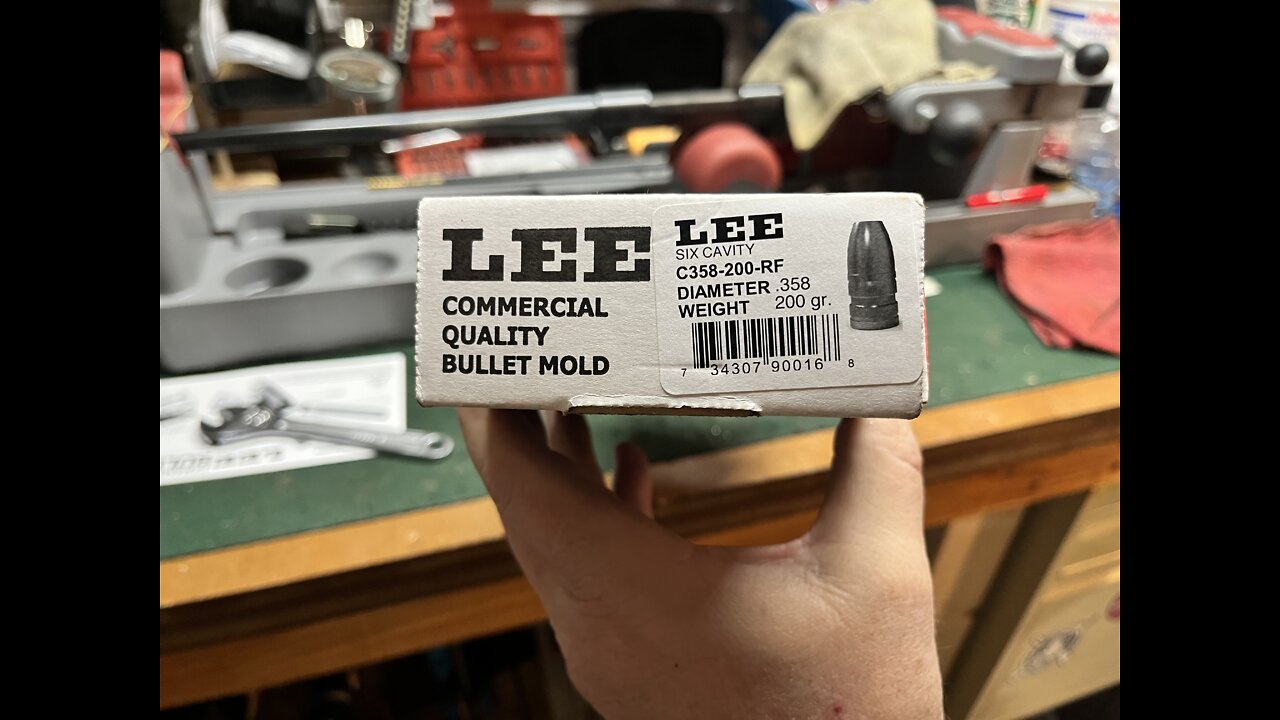 LEE
COMMERCIAL
QUALITY
BULLET MOLD
LEE
SIX CAVITY
C358-200-RF
DIAMETER .358
WEIGHT 200 gr.
7 34307 90016 8